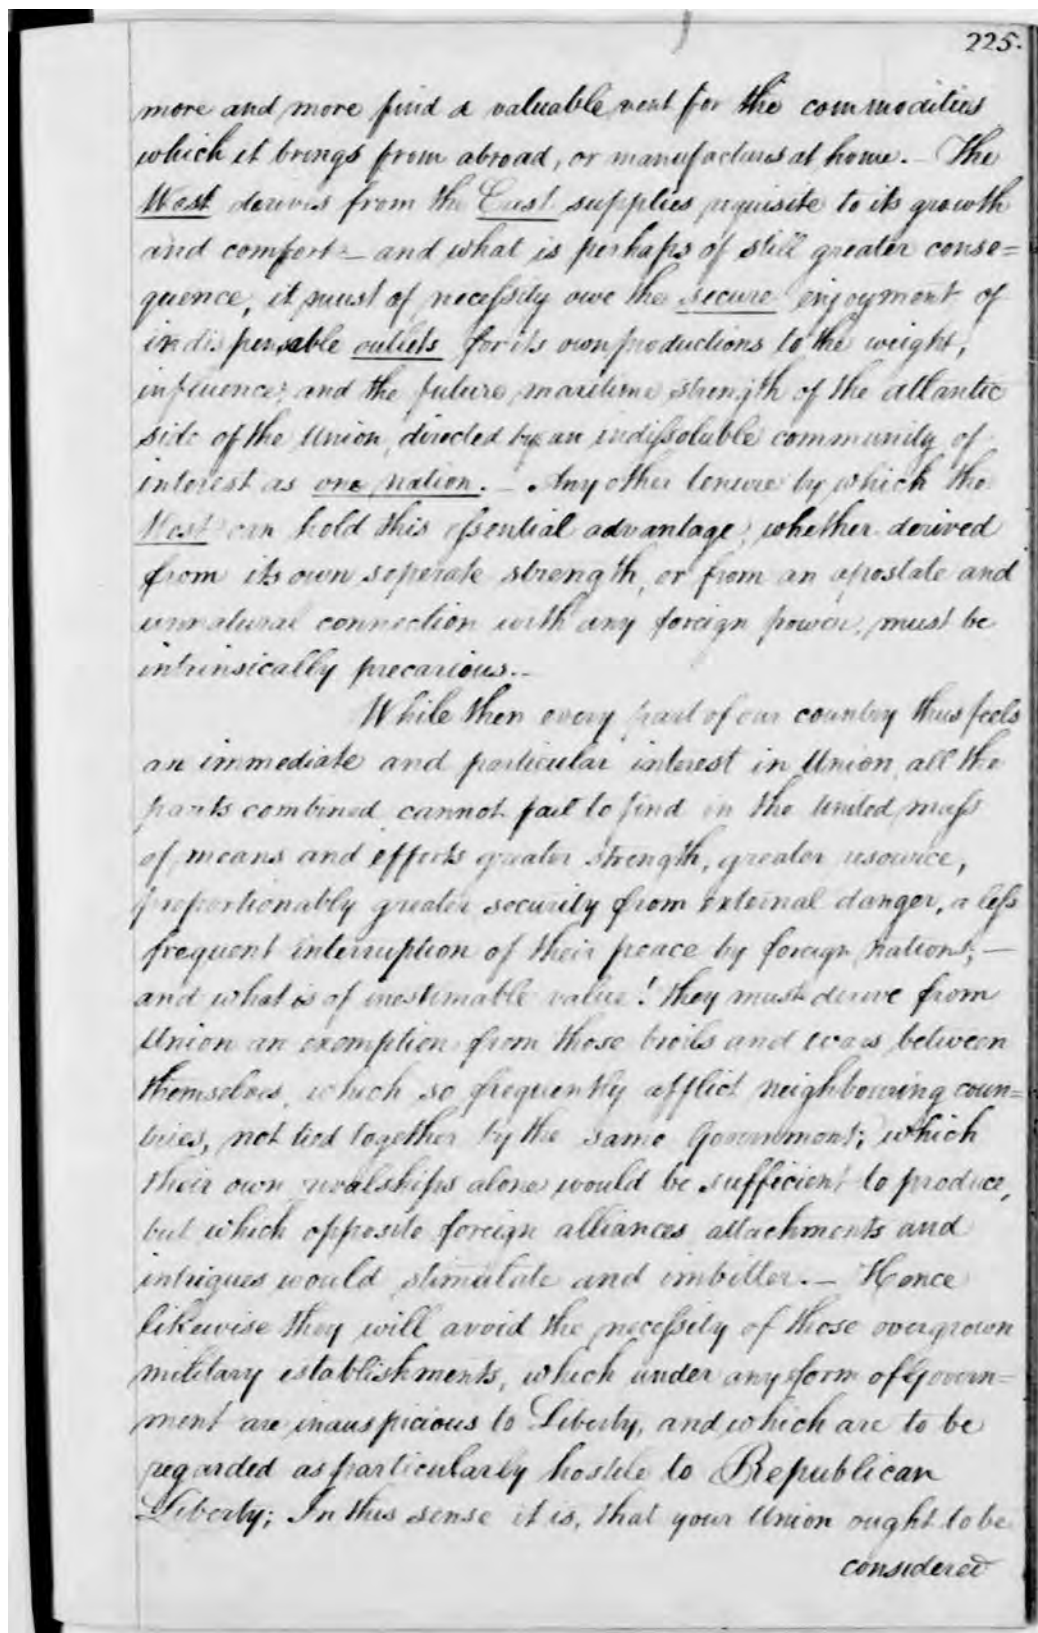 225.
more and more find a valuable vent for the commodities
which it brings from abroad, or manufactures at home. – The
West derives from the East supplies requisite to its growth
and comfort – and what is perhaps of still greater conse=
quence, it must of necessity owe the secure enjoyment of
indispensable outlets for its own productions to the weight,
influence, and the future maritime strength of the atlantic
side of the Union, directed by an indissoluble community of
interest as one nation. – Any other tenure by which the
West can hold this essential advantage, whether derived
from its own seperate strength, or from an apostate and
unnatural connection with any foreign power, must be
intrinsically precarious. –
While then every part of our country thus feels
an immediate and particular interest in Union, all the
parts combined cannot fail to find in the United mass
of means and efforts greater strength, greater resource,
proportionably greater security from external danger, a less
frequent interruption of their peace by foreign nations; –
and what is of inestimable value! they must derive from
Union an exemption from those broils and wars between
themselves, which so frequently afflict neighbouring coun=
tries, not tied together by the same Government; which
their own rivalships alone would be sufficient to produce,
but which opposite foreign alliances attachments and
intrigues would stimulate and imbitter. – Hence
likewise they will avoid the necessity of those overgrown
military establishments, which under any form of Govern=
ment are inauspicious to Liberty, and which are to be
regarded as particularly hostile to Republican
Liberty; In this sense it is, that your Union ought to be
considered